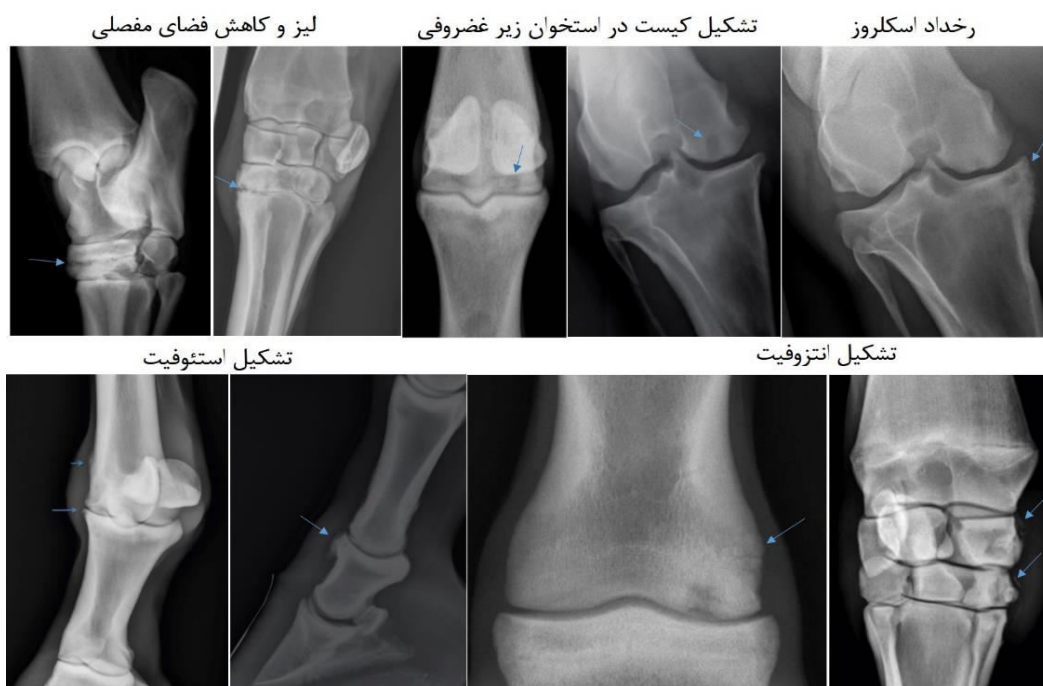 رخداد اسکلروز
تشکیل کیست در استخوان زیر غضروفی
لیز و کاهش فضای مفصلی
تشکیل انتزوفیت
تشکیل استئوفیت